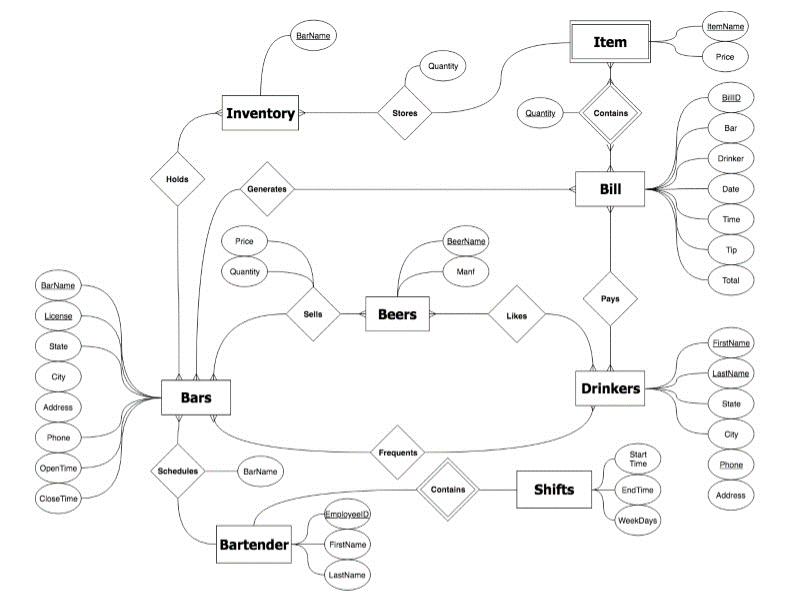 BarName
Item
ItemName
Price
Quantity
Inventory
Stores
Quantity
Contains
BillID
Bar
Drinker
Date
Time
Tip
Total
Holds
Generates
Bill
Price
Quantity
Sells
Beers
BeerName
Manf
Likes
Pays
BarName
License
State
City
Address
Phone
OpenTime
CloseTime
Bars
Drinkers
FirstName
LastName
State
City
Phone
Address
Frequents
Schedules
BarName
Contains
Shifts
Start
Time
EndTime
WeekDays
Bartender
EmployeeID
FirstName
LastName